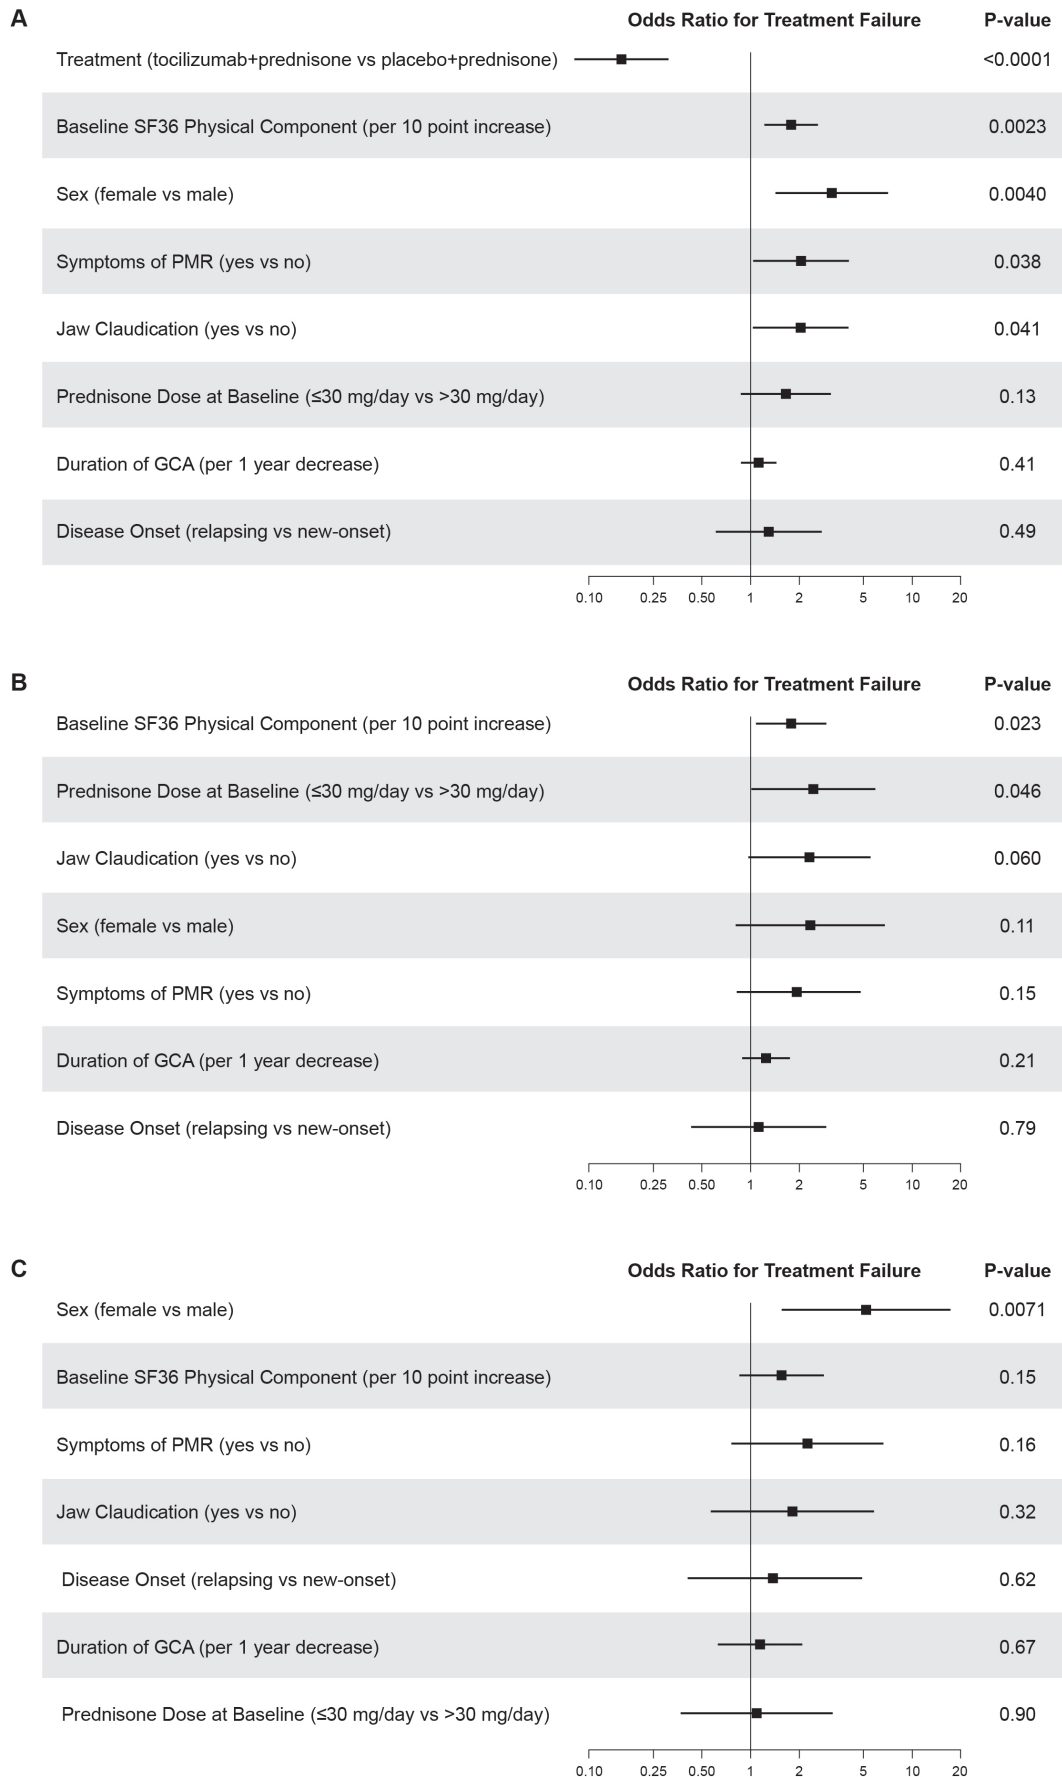 A
Odds Ratio for Treatment Failure P-value
Treatment (tocilizumab+prednisone vs placebo+prednisone) <0.0001
Baseline SF36 Physical Component (per 10 point increase) 0.0023
Sex (female vs male) 0.0040
Symptoms of PMR (yes vs no) 0.038
Jaw Claudication (yes vs no) 0.041
Prednisone Dose at Baseline (≤30 mg/day vs >30 mg/day) 0.13
Duration of GCA (per 1 year decrease) 0.41
Disease Onset (relapsing vs new-onset) 0.49
0.10 0.25 0.50 1 2 5 10 20
B
Odds Ratio for Treatment Failure P-value
Baseline SF36 Physical Component (per 10 point increase) 0.023
Prednisone Dose at Baseline (≤30 mg/day vs >30 mg/day) 0.046
Jaw Claudication (yes vs no) 0.060
Sex (female vs male) 0.11
Symptoms of PMR (yes vs no) 0.15
Duration of GCA (per 1 year decrease) 0.21
Disease Onset (relapsing vs new-onset) 0.79
0.10 0.25 0.50 1 2 5 10 20
C
Odds Ratio for Treatment Failure P-value
Sex (female vs male) 0.0071
Baseline SF36 Physical Component (per 10 point increase) 0.15
Symptoms of PMR (yes vs no) 0.16
Jaw Claudication (yes vs no) 0.32
Disease Onset (relapsing vs new-onset) 0.62
Duration of GCA (per 1 year decrease) 0.67
Prednisone Dose at Baseline (≤30 mg/day vs >30 mg/day) 0.90
0.10 0.25 0.50 1 2 5 10 20